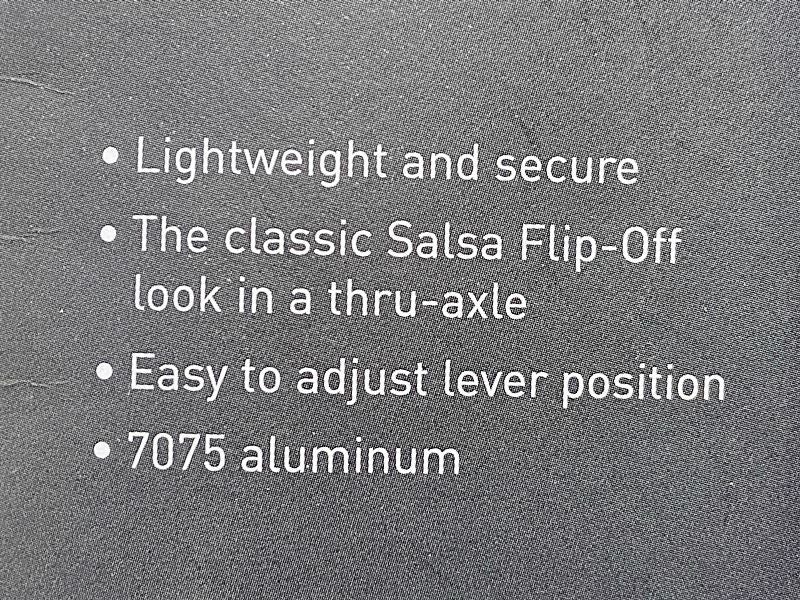 • Lightweight and secure
• The classic Salsa Flip-Off
look in a thru-axle
• Easy to adjust lever position
• 7075 aluminum